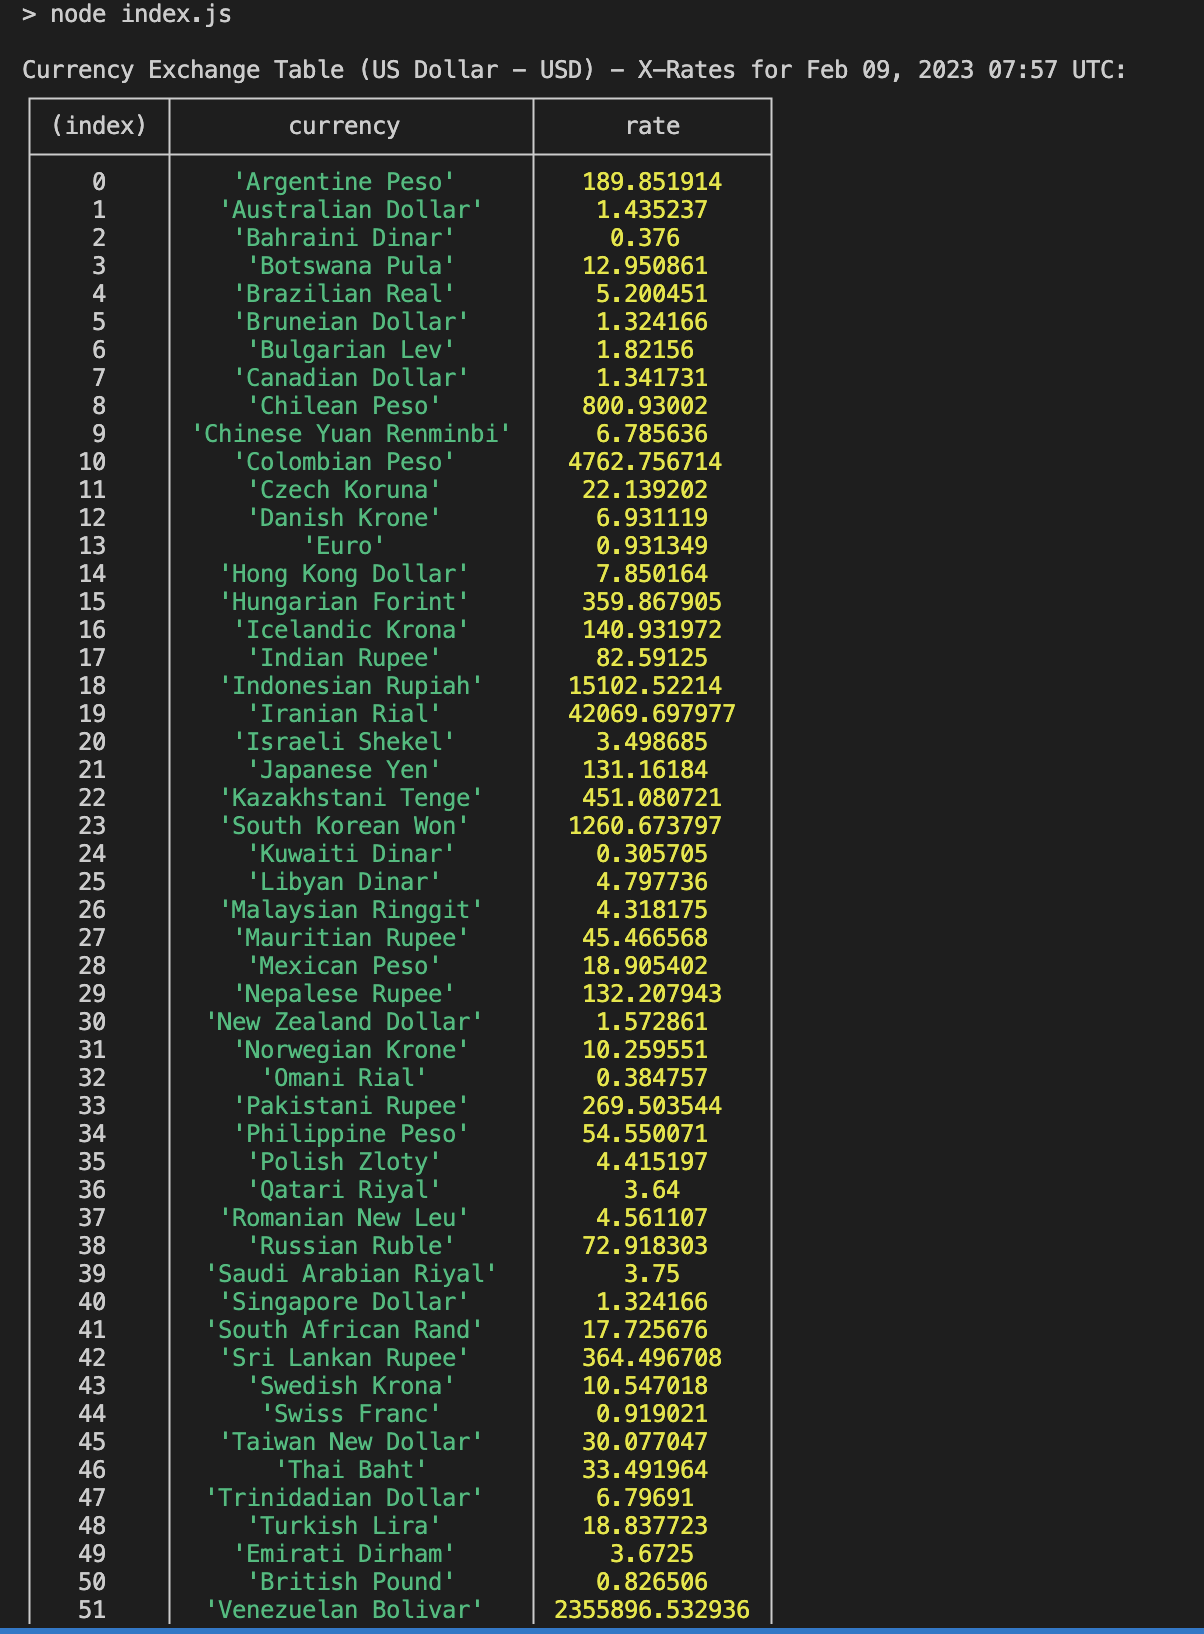 > node index.js
Currency Exchange Table (US Dollar - USD) - X-Rates for Feb 09, 2023 07:57 UTC:
(index) currency rate
0 'Argentine Peso' 189.851914
1 'Australian Dollar' 1.435237
2 'Bahraini Dinar' 0.376
3 'Botswana Pula' 12.950861
4 'Brazilian Real' 5.200451
5 'Bruneian Dollar' 1.324166
6 'Bulgarian Lev' 1.82156
7 'Canadian Dollar' 1.341731
8 'Chilean Peso' 800.93002
9 'Chinese Yuan Renminbi' 6.785636
10 'Colombian Peso' 4762.756714
11 'Czech Koruna' 22.139202
12 'Danish Krone' 6.931119
13 'Euro' 0.931349
14 'Hong Kong Dollar' 7.850164
15 'Hungarian Forint' 359.867905
16 'Icelandic Krona' 140.931972
17 'Indian Rupee' 82.59125
18 'Indonesian Rupiah' 15102.52214
19 'Iranian Rial' 42069.697977
20 'Israeli Shekel' 3.498685
21 'Japanese Yen' 131.16184
22 'Kazakhstani Tenge' 451.080721
23 'South Korean Won' 1260.673797
24 'Kuwaiti Dinar' 0.305705
25 'Libyan Dinar' 4.797736
26 'Malaysian Ringgit' 4.318175
27 'Mauritian Rupee' 45.466568
28 'Mexican Peso' 18.905402
29 'Nepalese Rupee' 132.207943
30 'New Zealand Dollar' 1.572861
31 'Norwegian Krone' 10.259551
32 'Omani Rial' 0.384757
33 'Pakistani Rupee' 269.503544
34 'Philippine Peso' 54.550071
35 'Polish Zloty' 4.415197
36 'Qatari Riyal' 3.64
37 'Romanian New Leu' 4.561107
38 'Russian Ruble' 72.918303
39 'Saudi Arabian Riyal' 3.75
40 'Singapore Dollar' 1.324166
41 'South African Rand' 17.725676
42 'Sri Lankan Rupee' 364.496708
43 'Swedish Krona' 10.547018
44 'Swiss Franc' 0.919021
45 'Taiwan New Dollar' 30.077047
46 'Thai Baht' 33.491964
47 'Trinidadian Dollar' 6.79691
48 'Turkish Lira' 18.837723
49 'Emirati Dirham' 3.6725
50 'British Pound' 0.826506
51 'Venezuelan Bolivar' 2355896.532936